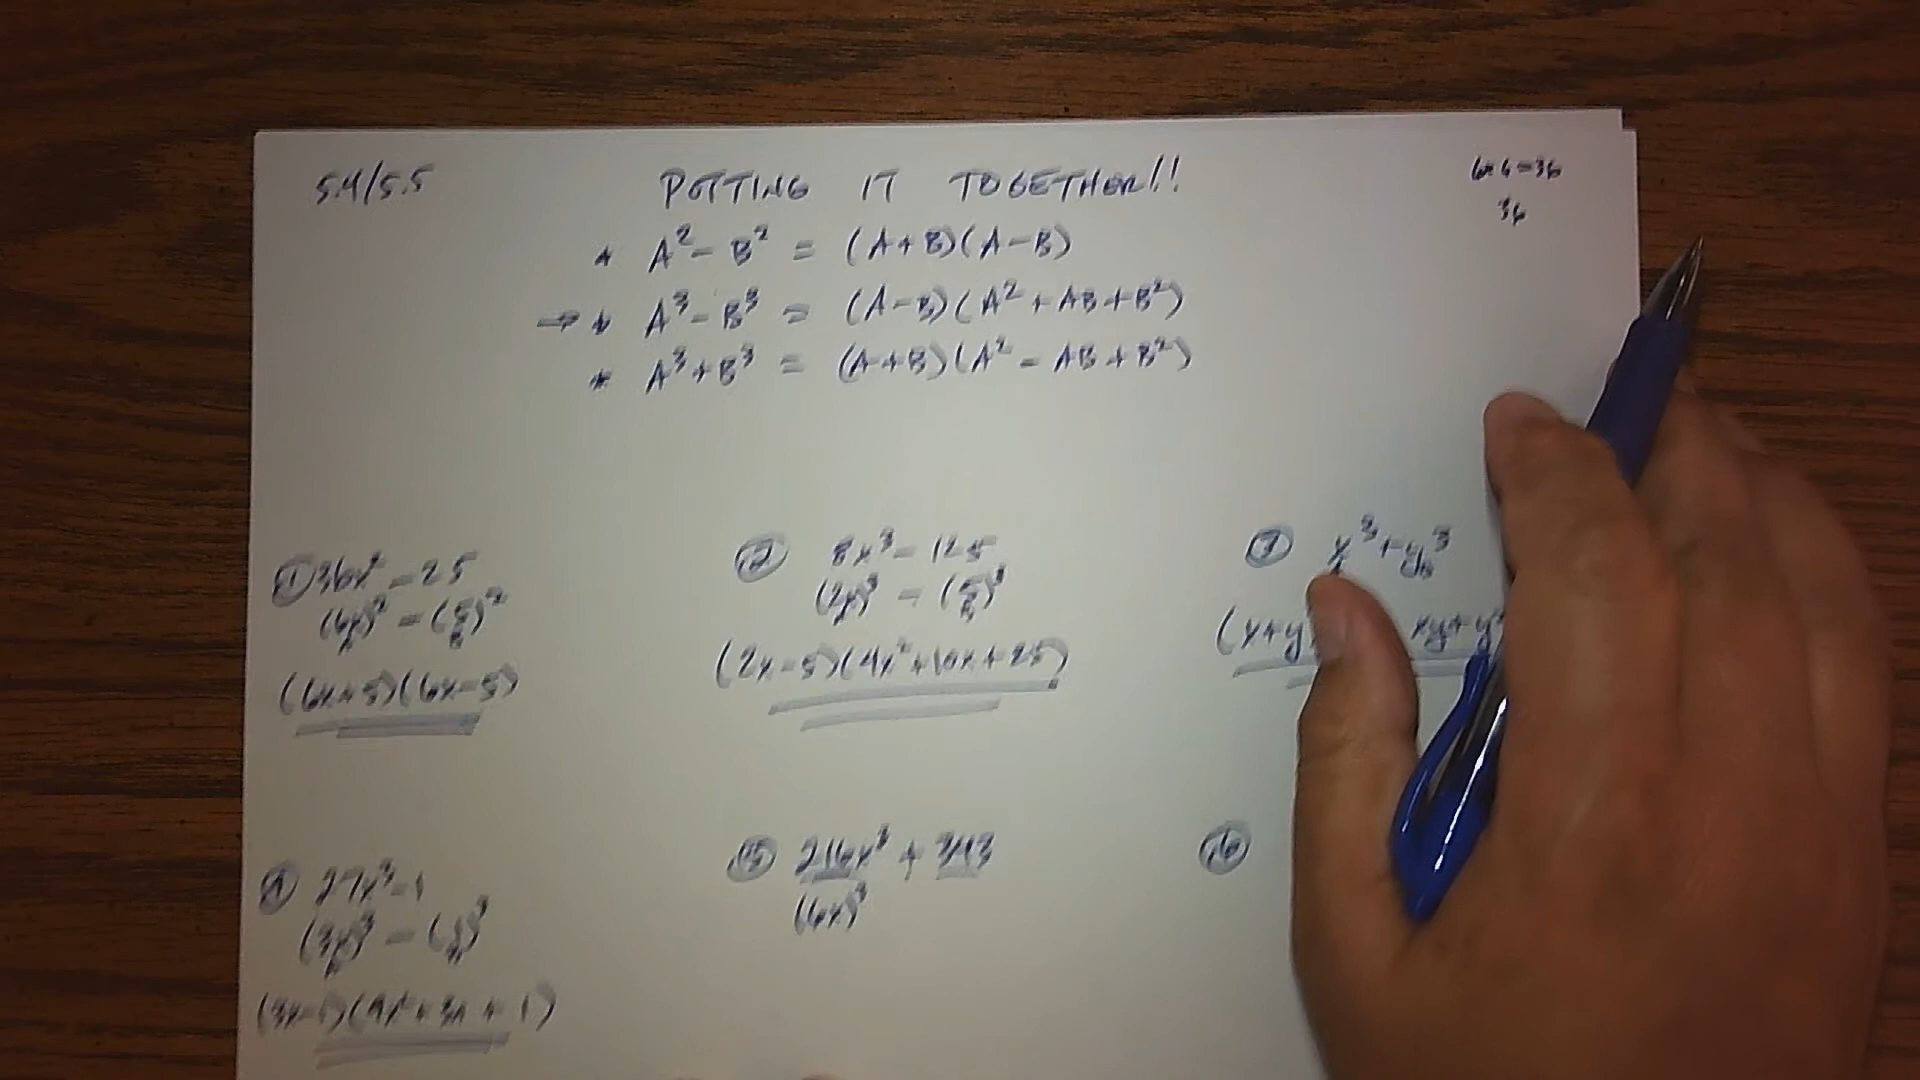 5.4/5.5
PUTTING IT TOGETHER!!
6·6=36
36
* A² - B² = (A+B)(A-B)
→ * A³ - B³ = (A-B)(A² + AB + B²)
* A³ + B³ = (A+B)(A² - AB + B²)
① 36x² - 25
(6x)² - (5)²
(6x+5)(6x-5)
② 8x³ - 125
(2x)³ - (5)³
(2x-5)(4x²+10x+25)
③ x³ + y³
(x+y) xy+y²
④ 27x³-1
(3x)³ - (1)³
(3x-1)(9x²+3x+1)
⑤ 216x³ + 343
(6x)³
⑥